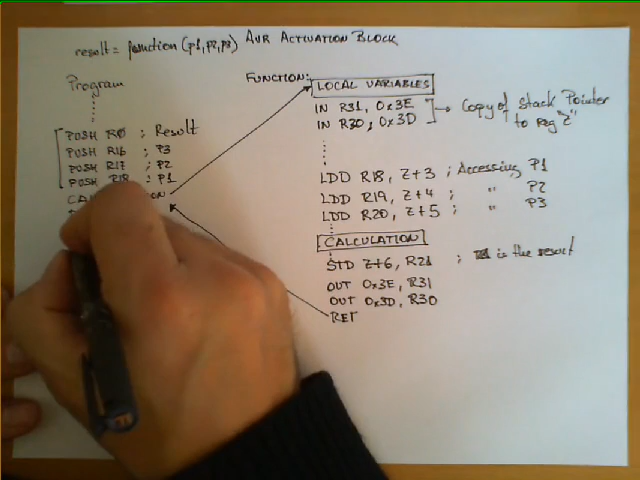 result = function (p1,p2,p3) AVR ACTIVATION BLOCK
Program
PUSH R0 ; Result
PUSH R16 ; P3
PUSH R17 ; P2
PUSH R18 ; P1
FUNCTION:
LOCAL VARIABLES
IN R31, 0x3E
IN R30, 0x3D
Copy of Stack Pointer
to Reg "Z"
LDD R18, Z+3 ; Accessing P1
LDD R19, Z+4 ; " P2
LDD R20, Z+5 ; " P3
CALCULATION
STD Z+6, R21 ; is the result
OUT 0x3E, R31
OUT 0x3D, R30
RET